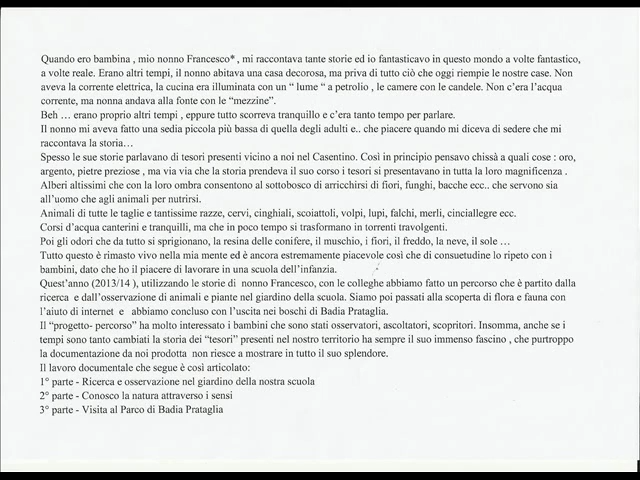 Quando ero bambina , mio nonno Francesco* , mi raccontava tante storie ed io fantasticavo in questo mondo a volte fantastico,
a volte reale. Erano altri tempi, il nonno abitava una casa decorosa, ma priva di tutto ciò che oggi riempie le nostre case. Non
aveva la corrente elettrica, la cucina era illuminata con un “ lume “ a petrolio , le camere con le candele. Non c’era l’acqua
corrente, ma nonna andava alla fonte con le “mezzine”.
Beh … erano proprio altri tempi , eppure tutto scorreva tranquillo e c’era tanto tempo per parlare.
Il nonno mi aveva fatto una sedia piccola più bassa di quella degli adulti e.. che piacere quando mi diceva di sedere che mi
raccontava la storia…
Spesso le sue storie parlavano di tesori presenti vicino a noi nel Casentino. Così in principio pensavo chissà a quali cose : oro,
argento, pietre preziose , ma via via che la storia prendeva il suo corso i tesori si presentavano in tutta la loro magnificenza .
Alberi altissimi che con la loro ombra consentono al sottobosco di arricchirsi di fiori, funghi, bacche ecc.. che servono sia
all’uomo che agli animali per nutrirsi.
Animali di tutte le taglie e tantissime razze, cervi, cinghiali, scoiattoli, volpi, lupi, falchi, merli, cinciallegre ecc.
Corsi d’acqua canterini e tranquilli, ma che in poco tempo si trasformano in torrenti travolgenti.
Poi gli odori che da tutto si sprigionano, la resina delle conifere, il muschio, i fiori, il freddo, la neve, il sole …
Tutto questo è rimasto vivo nella mia mente ed è ancora estremamente piacevole così che di consuetudine lo ripeto con i
bambini, dato che ho il piacere di lavorare in una scuola dell’infanzia.
Quest’anno (2013/14 ), utilizzando le storie di nonno Francesco, con le colleghe abbiamo fatto un percorso che è partito dalla
ricerca e dall’osservazione di animali e piante nel giardino della scuola. Siamo poi passati alla scoperta di flora e fauna con
l’aiuto di internet e abbiamo concluso con l’uscita nei boschi di Badia Prataglia.
Il “progetto- percorso” ha molto interessato i bambini che sono stati osservatori, ascoltatori, scopritori. Insomma, anche se i
tempi sono tanto cambiati la storia dei “tesori” presenti nel nostro territorio ha sempre il suo immenso fascino , che purtroppo
la documentazione da noi prodotta non riesce a mostrare in tutto il suo splendore.
Il lavoro documentale che segue è così articolato:
1° parte - Ricerca e osservazione nel giardino della nostra scuola
2° parte - Conosco la natura attraverso i sensi
3° parte - Visita al Parco di Badia Prataglia